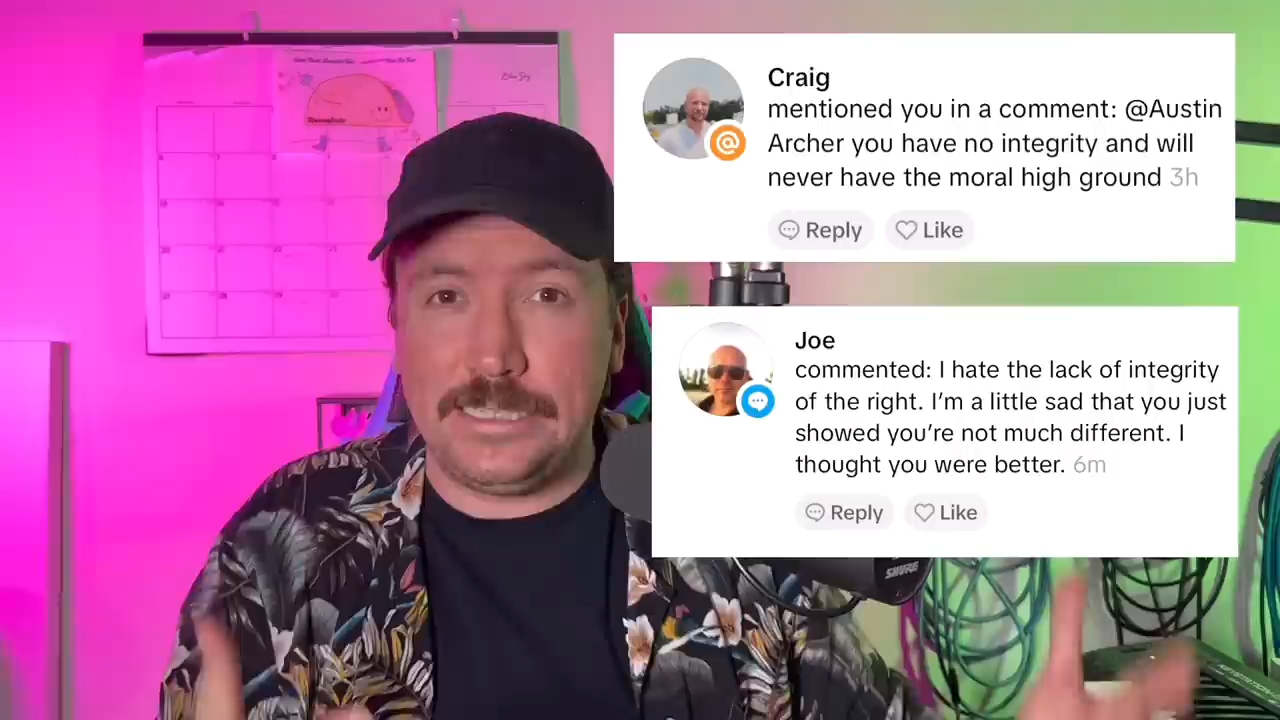 Craig
mentioned you in a comment: @Austin
Archer you have no integrity and will
never have the moral high ground 3h
Reply Like
Joe
commented: I hate the lack of integrity
of the right. I'm a little sad that you just
showed you're not much different. I
thought you were better. 6m
Reply Like
SHURE